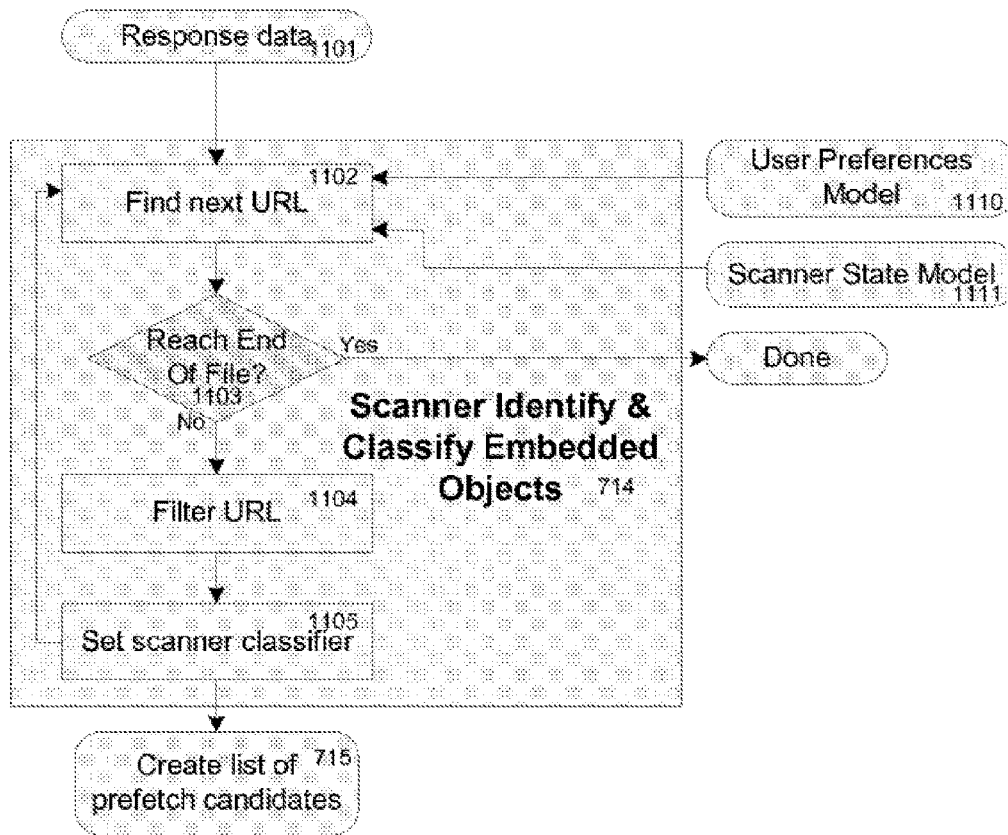 Response data
1101
1102
Find next URL
User Preferences
Model
1110
Scanner State Model
1111
Reach End
Of File?
1103
Yes
No
Done
Scanner Identify &
Classify Embedded
Objects 714
1104
Filter URL
1105
Set scanner classifier
Create list of 715
prefetch candidates